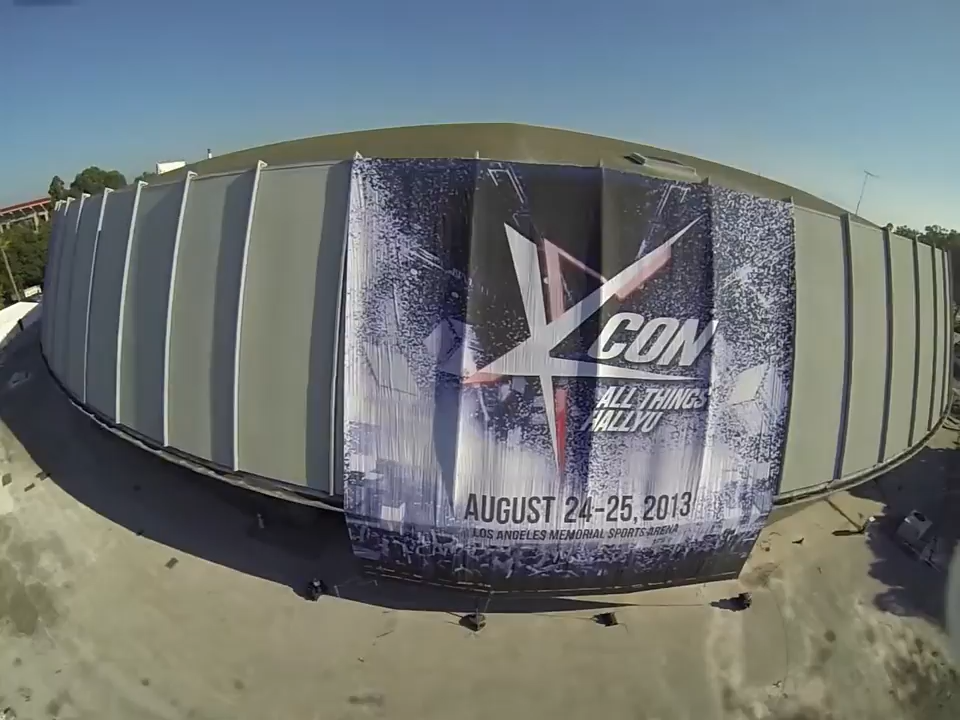 CON
ALL THINGS
HALLYU
AUGUST 24-25, 2013
LOS ANGELES MEMORIAL SPORTS ARENA